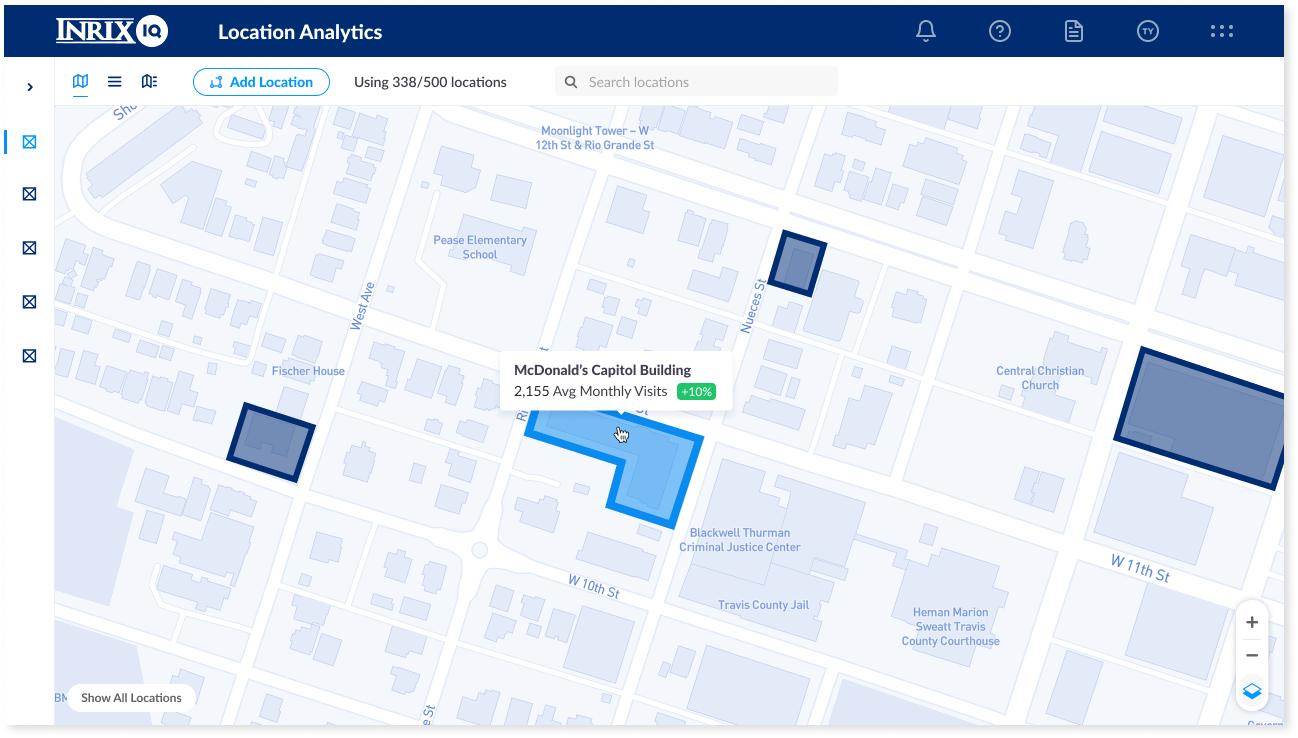 INRIX IQ
Location Analytics
TY
Add Location
Using 338/500 locations
Search locations
Sho
Moonlight Tower – W
12th St & Rio Grande St
Pease Elementary
School
West Ave
Nueces St
Fischer House
McDonald's Capitol Building
2,155 Avg Monthly Visits +10%
St
Central Christian
Church
Blackwell Thurman
Criminal Justice Center
W 11th St
W 10th St
Travis County Jail
Heman Marion
Sweatt Travis
County Courthouse
Show All Locations
e St